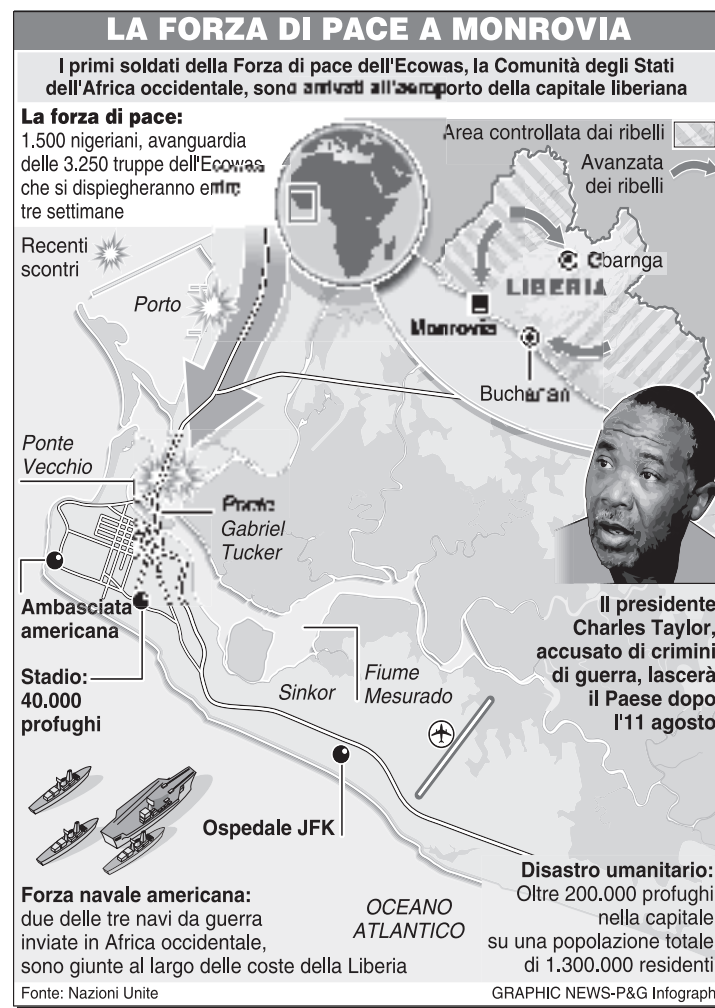 LA FORZA DI PACE A MONROVIA
I primi soldati della Forza di pace dell'Ecowas, la Comunità degli Stati
dell'Africa occidentale, sono arrivati all'aeroporto della capitale liberiana
La forza di pace:
1.500 nigeriani, avanguardia
delle 3.250 truppe dell'Ecowas
che si dispiegheranno entro
tre settimane
Area controllata dai ribelli
Avanzata
dei ribelli
Recenti
scontri
Porto
Gbarnga
LIBERIA
Monrovia
Buchanan
Ponte
Vecchio
Ponte
Gabriel
Tucker
Ambasciata
americana
Stadio:
40.000
profughi
Sinkor
Fiume
Mesurado
Il presidente
Charles Taylor,
accusato di crimini
di guerra, lascerà
il Paese dopo
l'11 agosto
Ospedale JFK
Forza navale americana:
due delle tre navi da guerra
inviate in Africa occidentale,
sono giunte al largo delle coste della Liberia
OCEANO
ATLANTICO
Disastro umanitario:
Oltre 200.000 profughi
nella capitale
su una popolazione totale
di 1.300.000 residenti
Fonte: Nazioni Unite
GRAPHIC NEWS-P&G Infograph